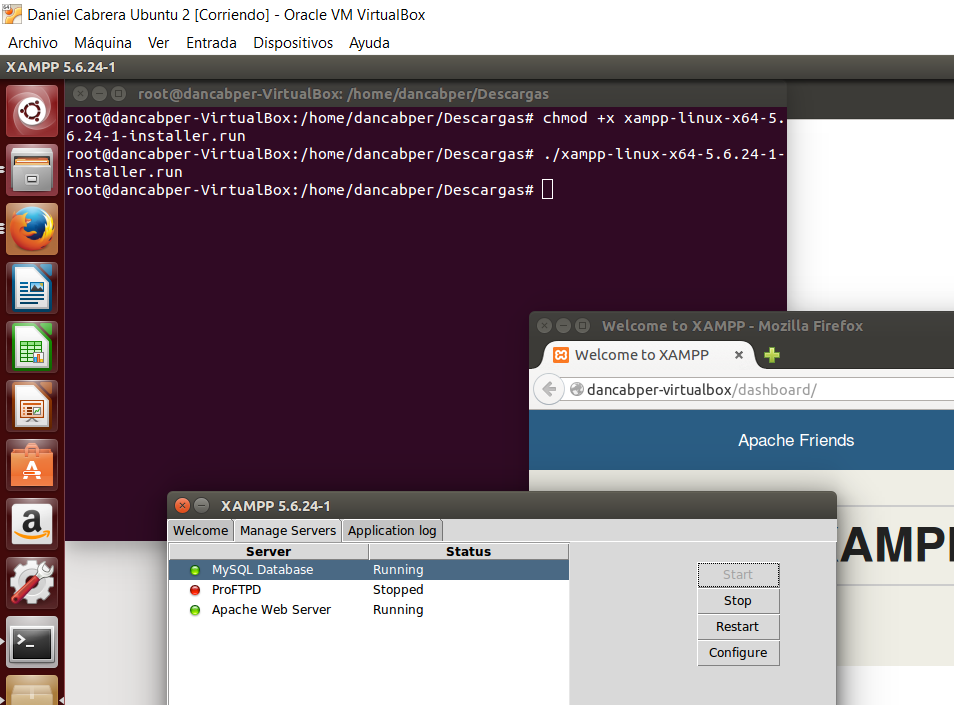 Daniel Cabrera Ubuntu 2 [Corriendo] - Oracle VM VirtualBox
Archivo Máquina Ver Entrada Dispositivos Ayuda
XAMPP 5.6.24-1
root@dancabper-VirtualBox: /home/dancabper/Descargas
root@dancabper-VirtualBox:/home/dancabper/Descargas# chmod +x xampp-linux-x64-5.
6.24-1-installer.run
root@dancabper-VirtualBox:/home/dancabper/Descargas# ./xampp-linux-x64-5.6.24-1-
installer.run
root@dancabper-VirtualBox:/home/dancabper/Descargas#
Welcome to XAMPP - Mozilla Firefox
Welcome to XAMPP
dancabper-virtualbox/dashboard/
Apache Friends
AMP
XAMPP 5.6.24-1
Welcome Manage Servers Application log
Server Status
MySQL Database Running
ProFTPD Stopped
Apache Web Server Running
Start
Stop
Restart
Configure